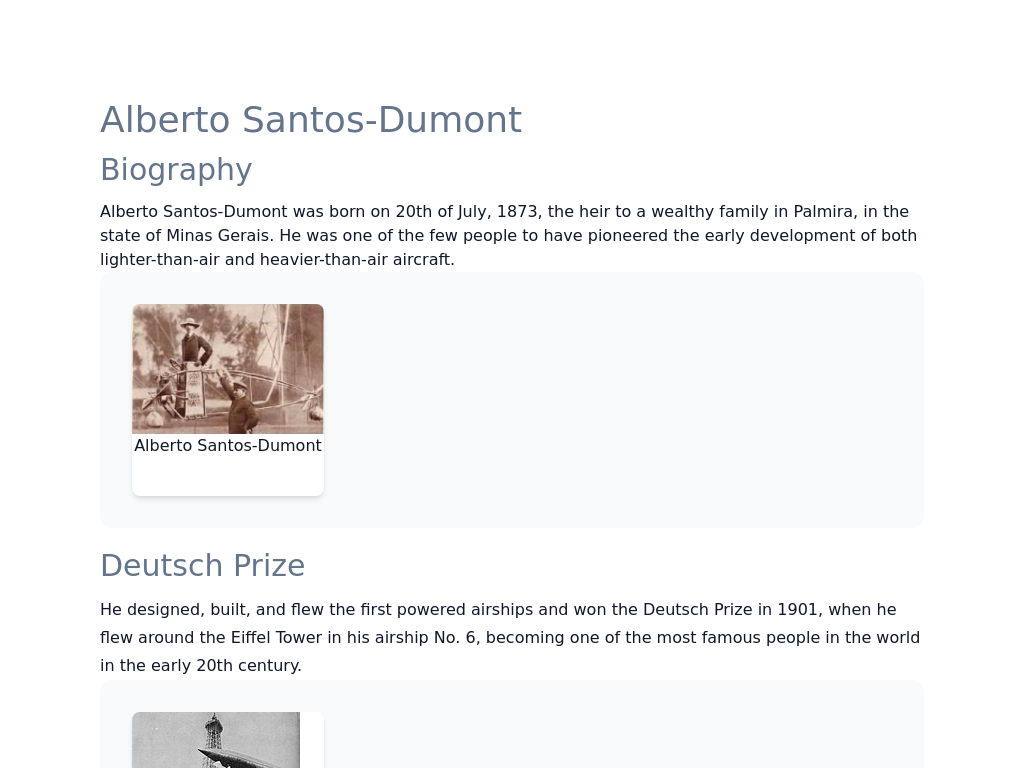 Alberto Santos-Dumont
Biography
Alberto Santos-Dumont was born on 20th of July, 1873, the heir to a wealthy family in Palmira, in the
state of Minas Gerais. He was one of the few people to have pioneered the early development of both
lighter-than-air and heavier-than-air aircraft.
Alberto Santos-Dumont
Deutsch Prize
He designed, built, and flew the first powered airships and won the Deutsch Prize in 1901, when he
flew around the Eiffel Tower in his airship No. 6, becoming one of the most famous people in the world
in the early 20th century.